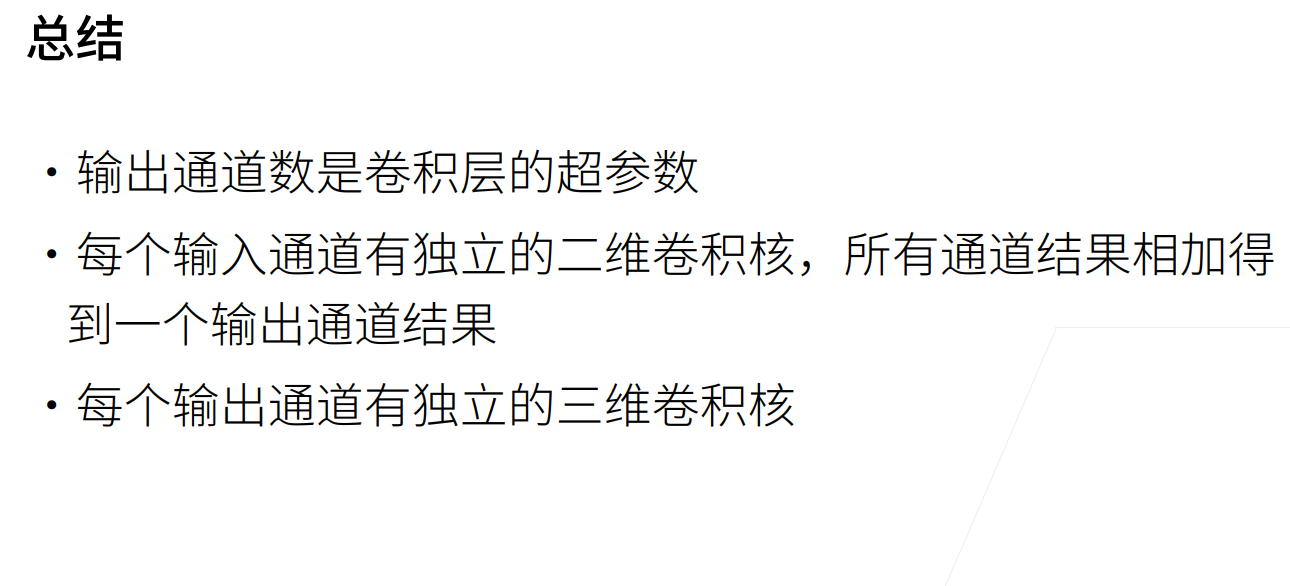 总结
• 输出通道数是卷积层的超参数
• 每个输入通道有独立的二维卷积核，所有通道结果相加得
到一个输出通道结果
• 每个输出通道有独立的三维卷积核